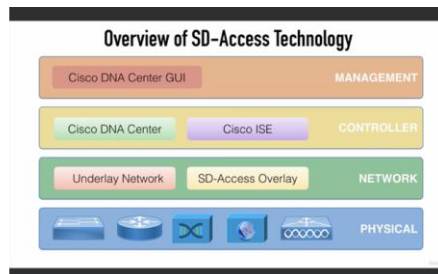 Overview of SD-Access Technology
Cisco DNA Center GUI
MANAGEMENT
Cisco DNA Center
Cisco ISE
CONTROLLER
Underlay Network
SD-Access Overlay
NETWORK
PHYSICAL